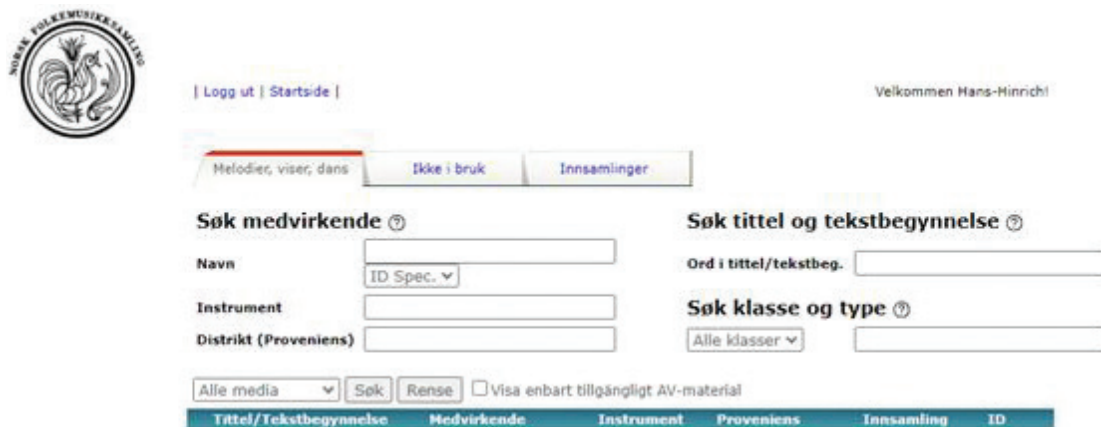 NORSK FOLKEMUSIKKSAMLING
| Logg ut | Startside |
Velkommen Hans-Hinrich!
Melodier, viser, dans
Ikke i bruk
Innsamlinger
Søk medvirkende ?
Navn
ID Spec.
Instrument
Distrikt (Proveniens)
Søk tittel og tekstbegynnelse ?
Ord i tittel/tekstbeg.
Søk klasse og type ?
Alle klasser
Alle media Søk Rense Visa enbart tillgängligt AV-material
Tittel/Tekstbegynnelse Medvirkende Instrument Proveniens Innsamling ID